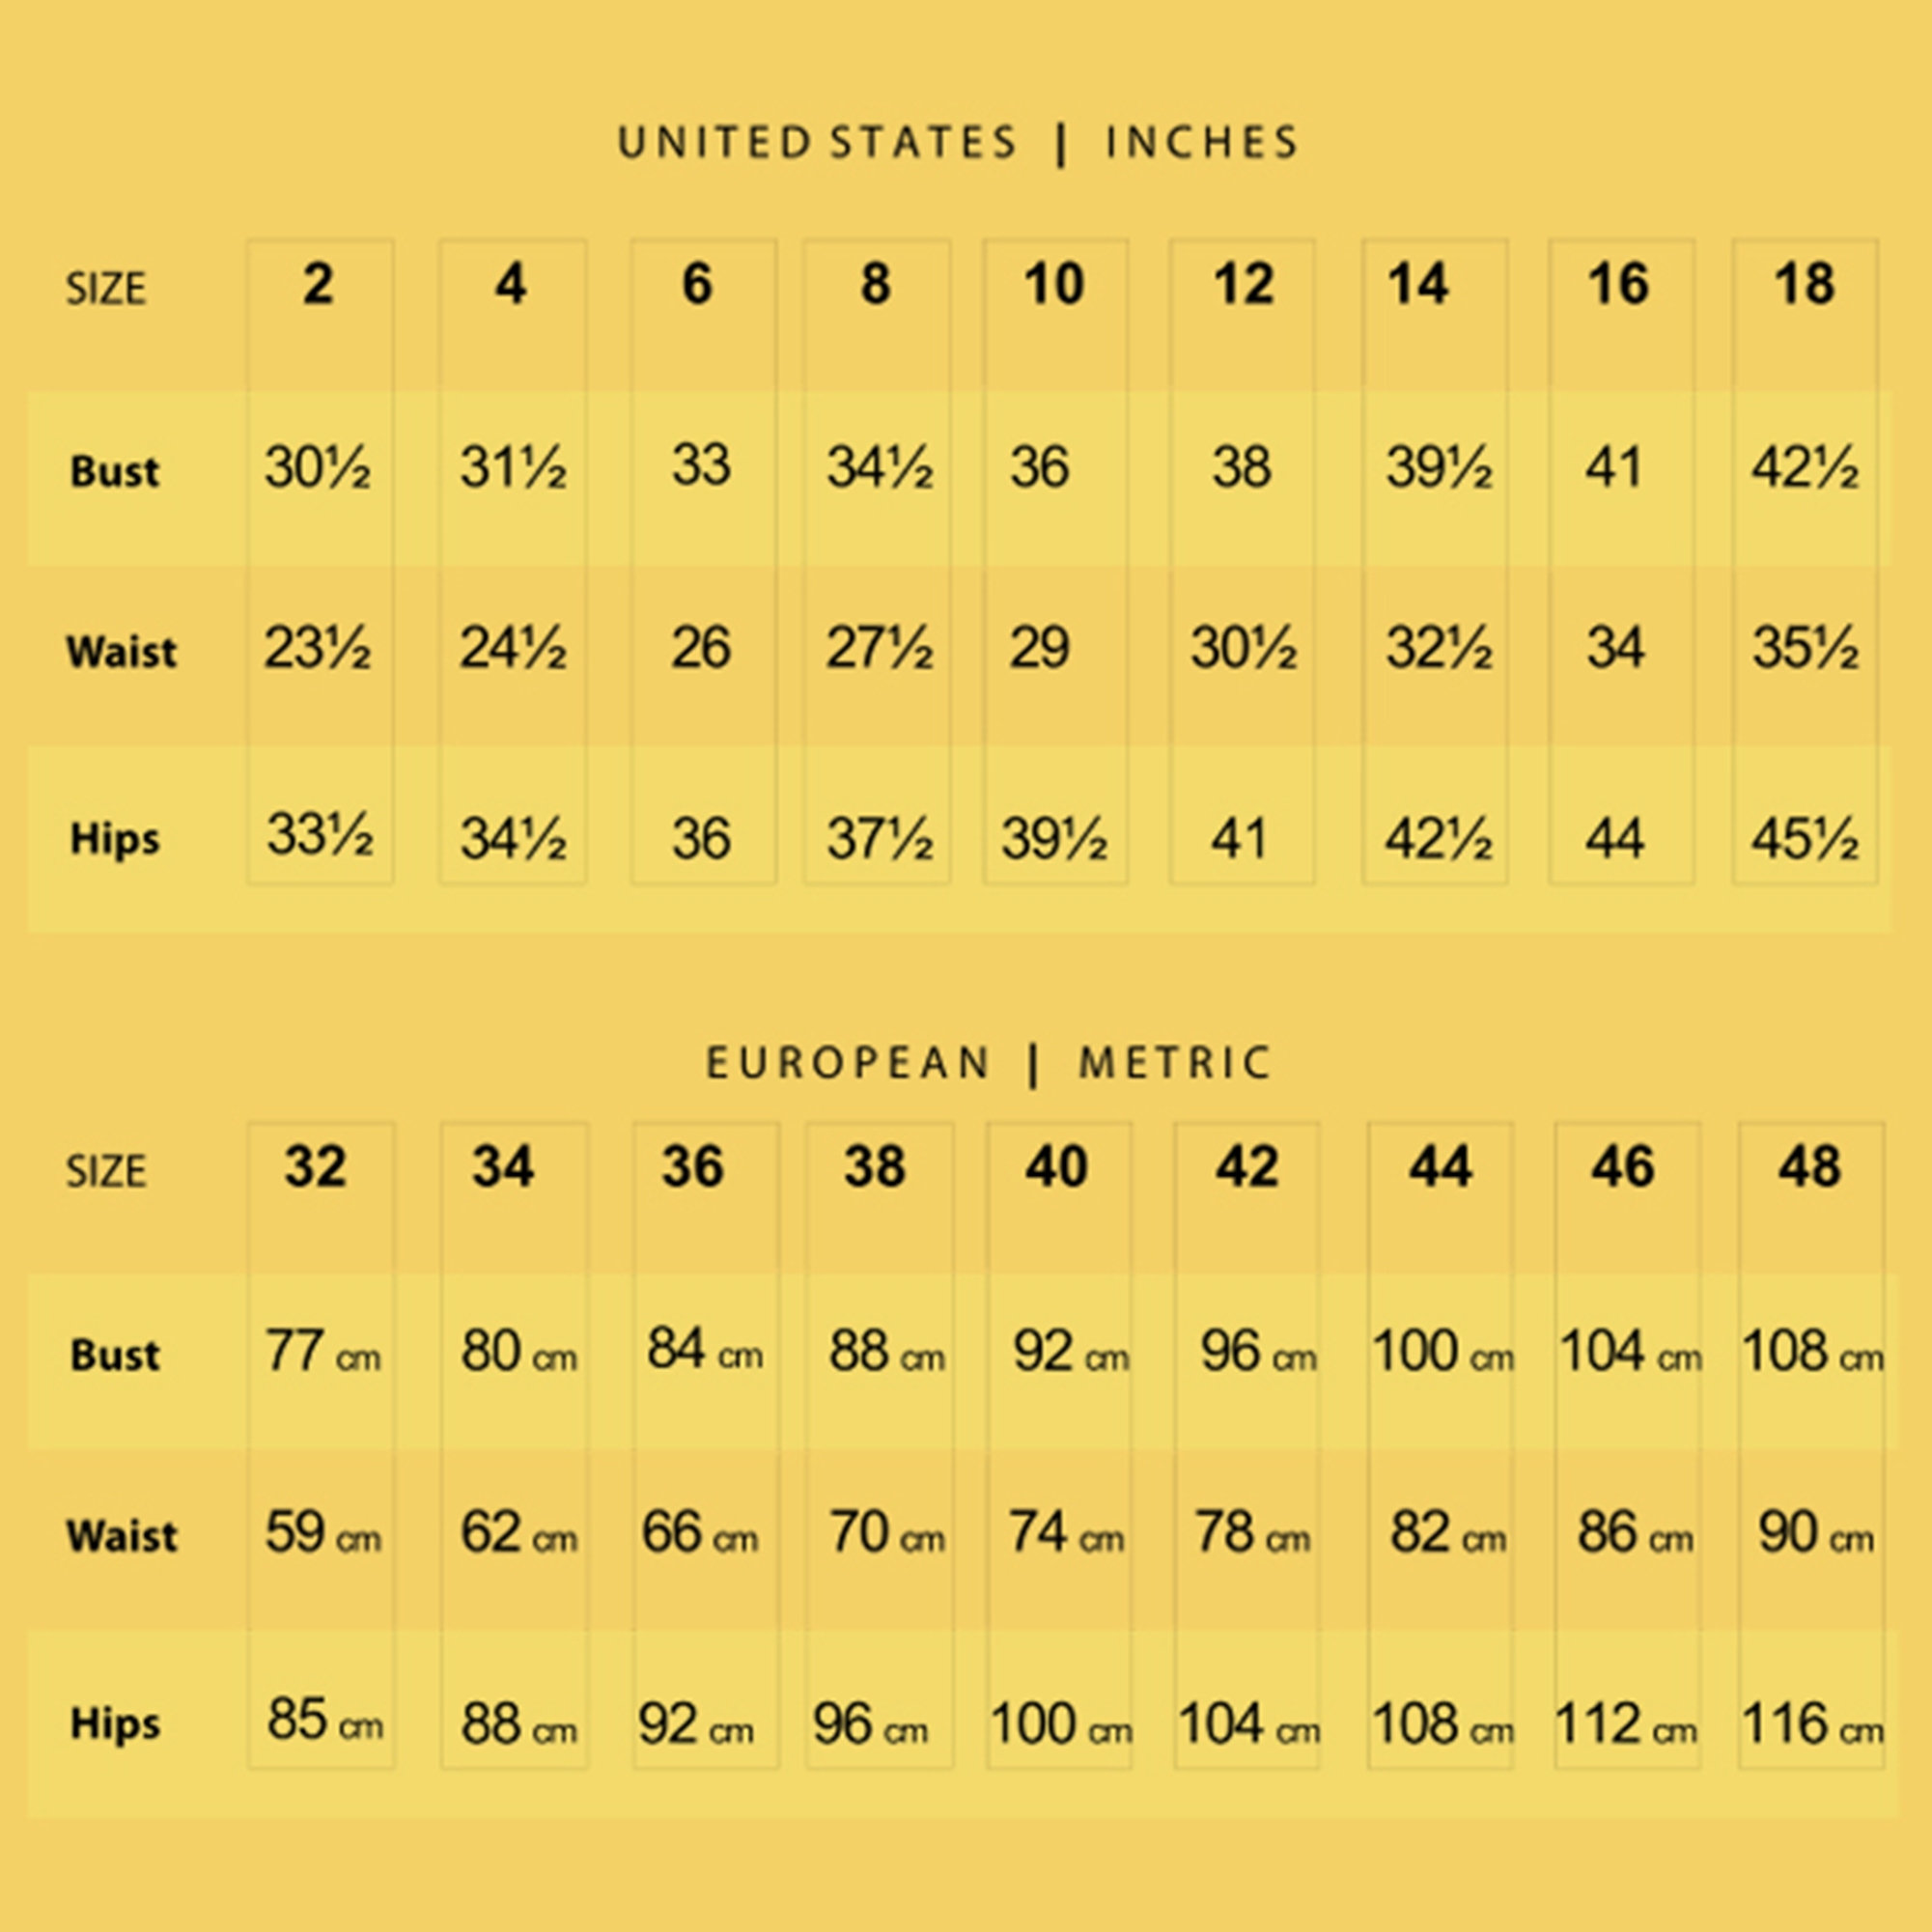 UNITED STATES | INCHES
SIZE 2 4 6 8 10 12 14 16 18
Bust 30½ 31½ 33 34½ 36 38 39½ 41 42½
Waist 23½ 24½ 26 27½ 29 30½ 32½ 34 35½
Hips 33½ 34½ 36 37½ 39½ 41 42½ 44 45½
EUROPEAN | METRIC
SIZE 32 34 36 38 40 42 44 46 48
Bust 77 cm 80 cm 84 cm 88 cm 92 cm 96 cm 100 cm 104 cm 108 cm
Waist 59 cm 62 cm 66 cm 70 cm 74 cm 78 cm 82 cm 86 cm 90 cm
Hips 85 cm 88 cm 92 cm 96 cm 100 cm 104 cm 108 cm 112 cm 116 cm